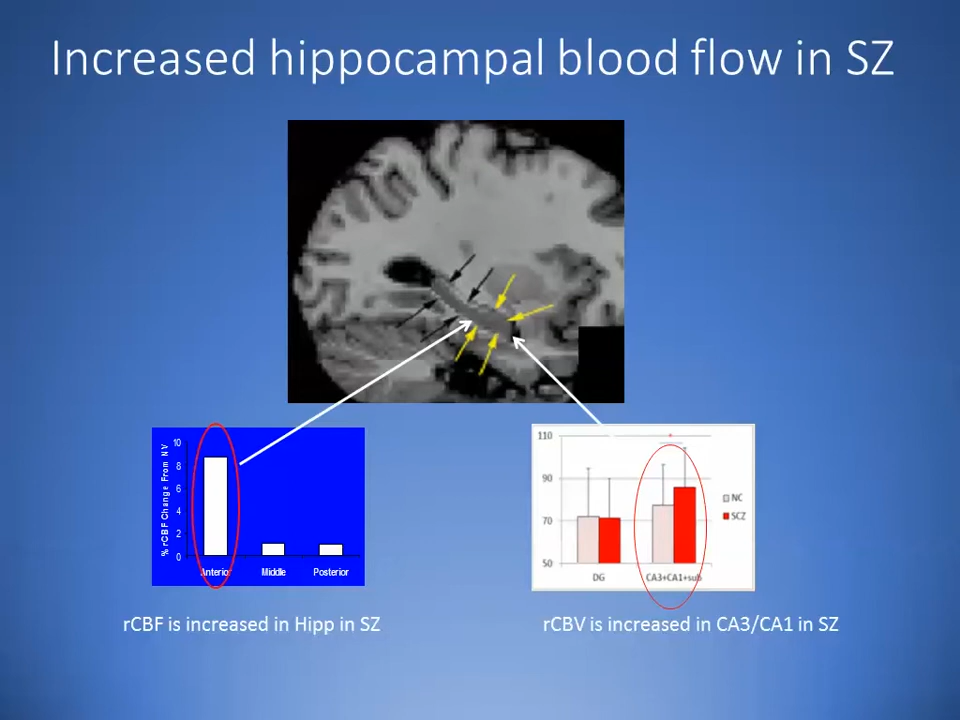 Increased hippocampal blood flow in SZ
% rCBF Change From NV
10
8
6
4
2
0
Anterior
Middle
Posterior
rCBF is increased in Hipp in SZ
110
90
70
50
*
DG
CA3+CA1+sub
NC
SCZ
rCBV is increased in CA3/CA1 in SZ